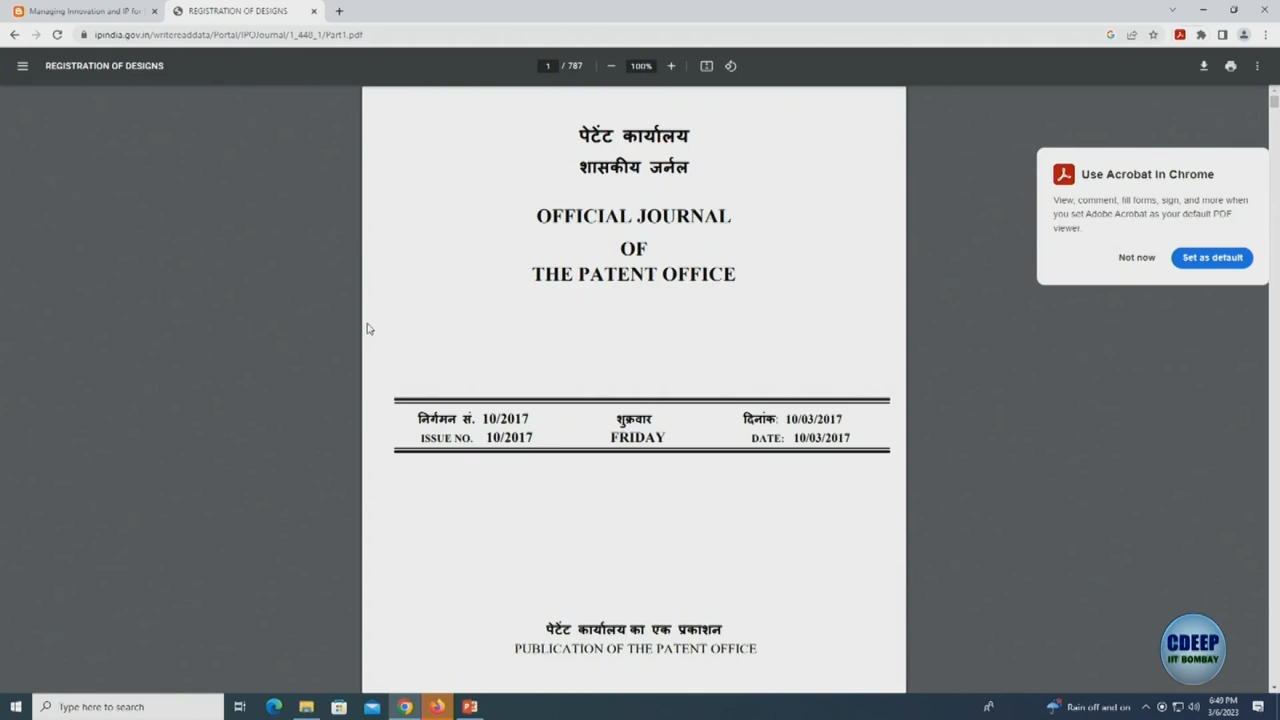 Managing Innovation and IP for
REGISTRATION OF DESIGNS
ipindia.gov.in/writereaddata/Portal/IPOJournal/1_448_1/Part1.pdf
REGISTRATION OF DESIGNS
1 / 787
100%
पेटेंट कार्यालय
शासकीय जर्नल
OFFICIAL JOURNAL
OF
THE PATENT OFFICE
Use Acrobat in Chrome
View, comment, fill forms, sign, and more when
you set Adobe Acrobat as your default PDF
viewer.
Not now
Set as default
निर्गमन सं. 10/2017 शुक्रवार दिनांक: 10/03/2017
ISSUE NO. 10/2017 FRIDAY DATE: 10/03/2017
पेटेंट कार्यालय का एक प्रकाशन
PUBLICATION OF THE PATENT OFFICE
CDEEP
IIT BOMBAY
Type here to search
Rain off and on
6:49 PM
3/6/2023